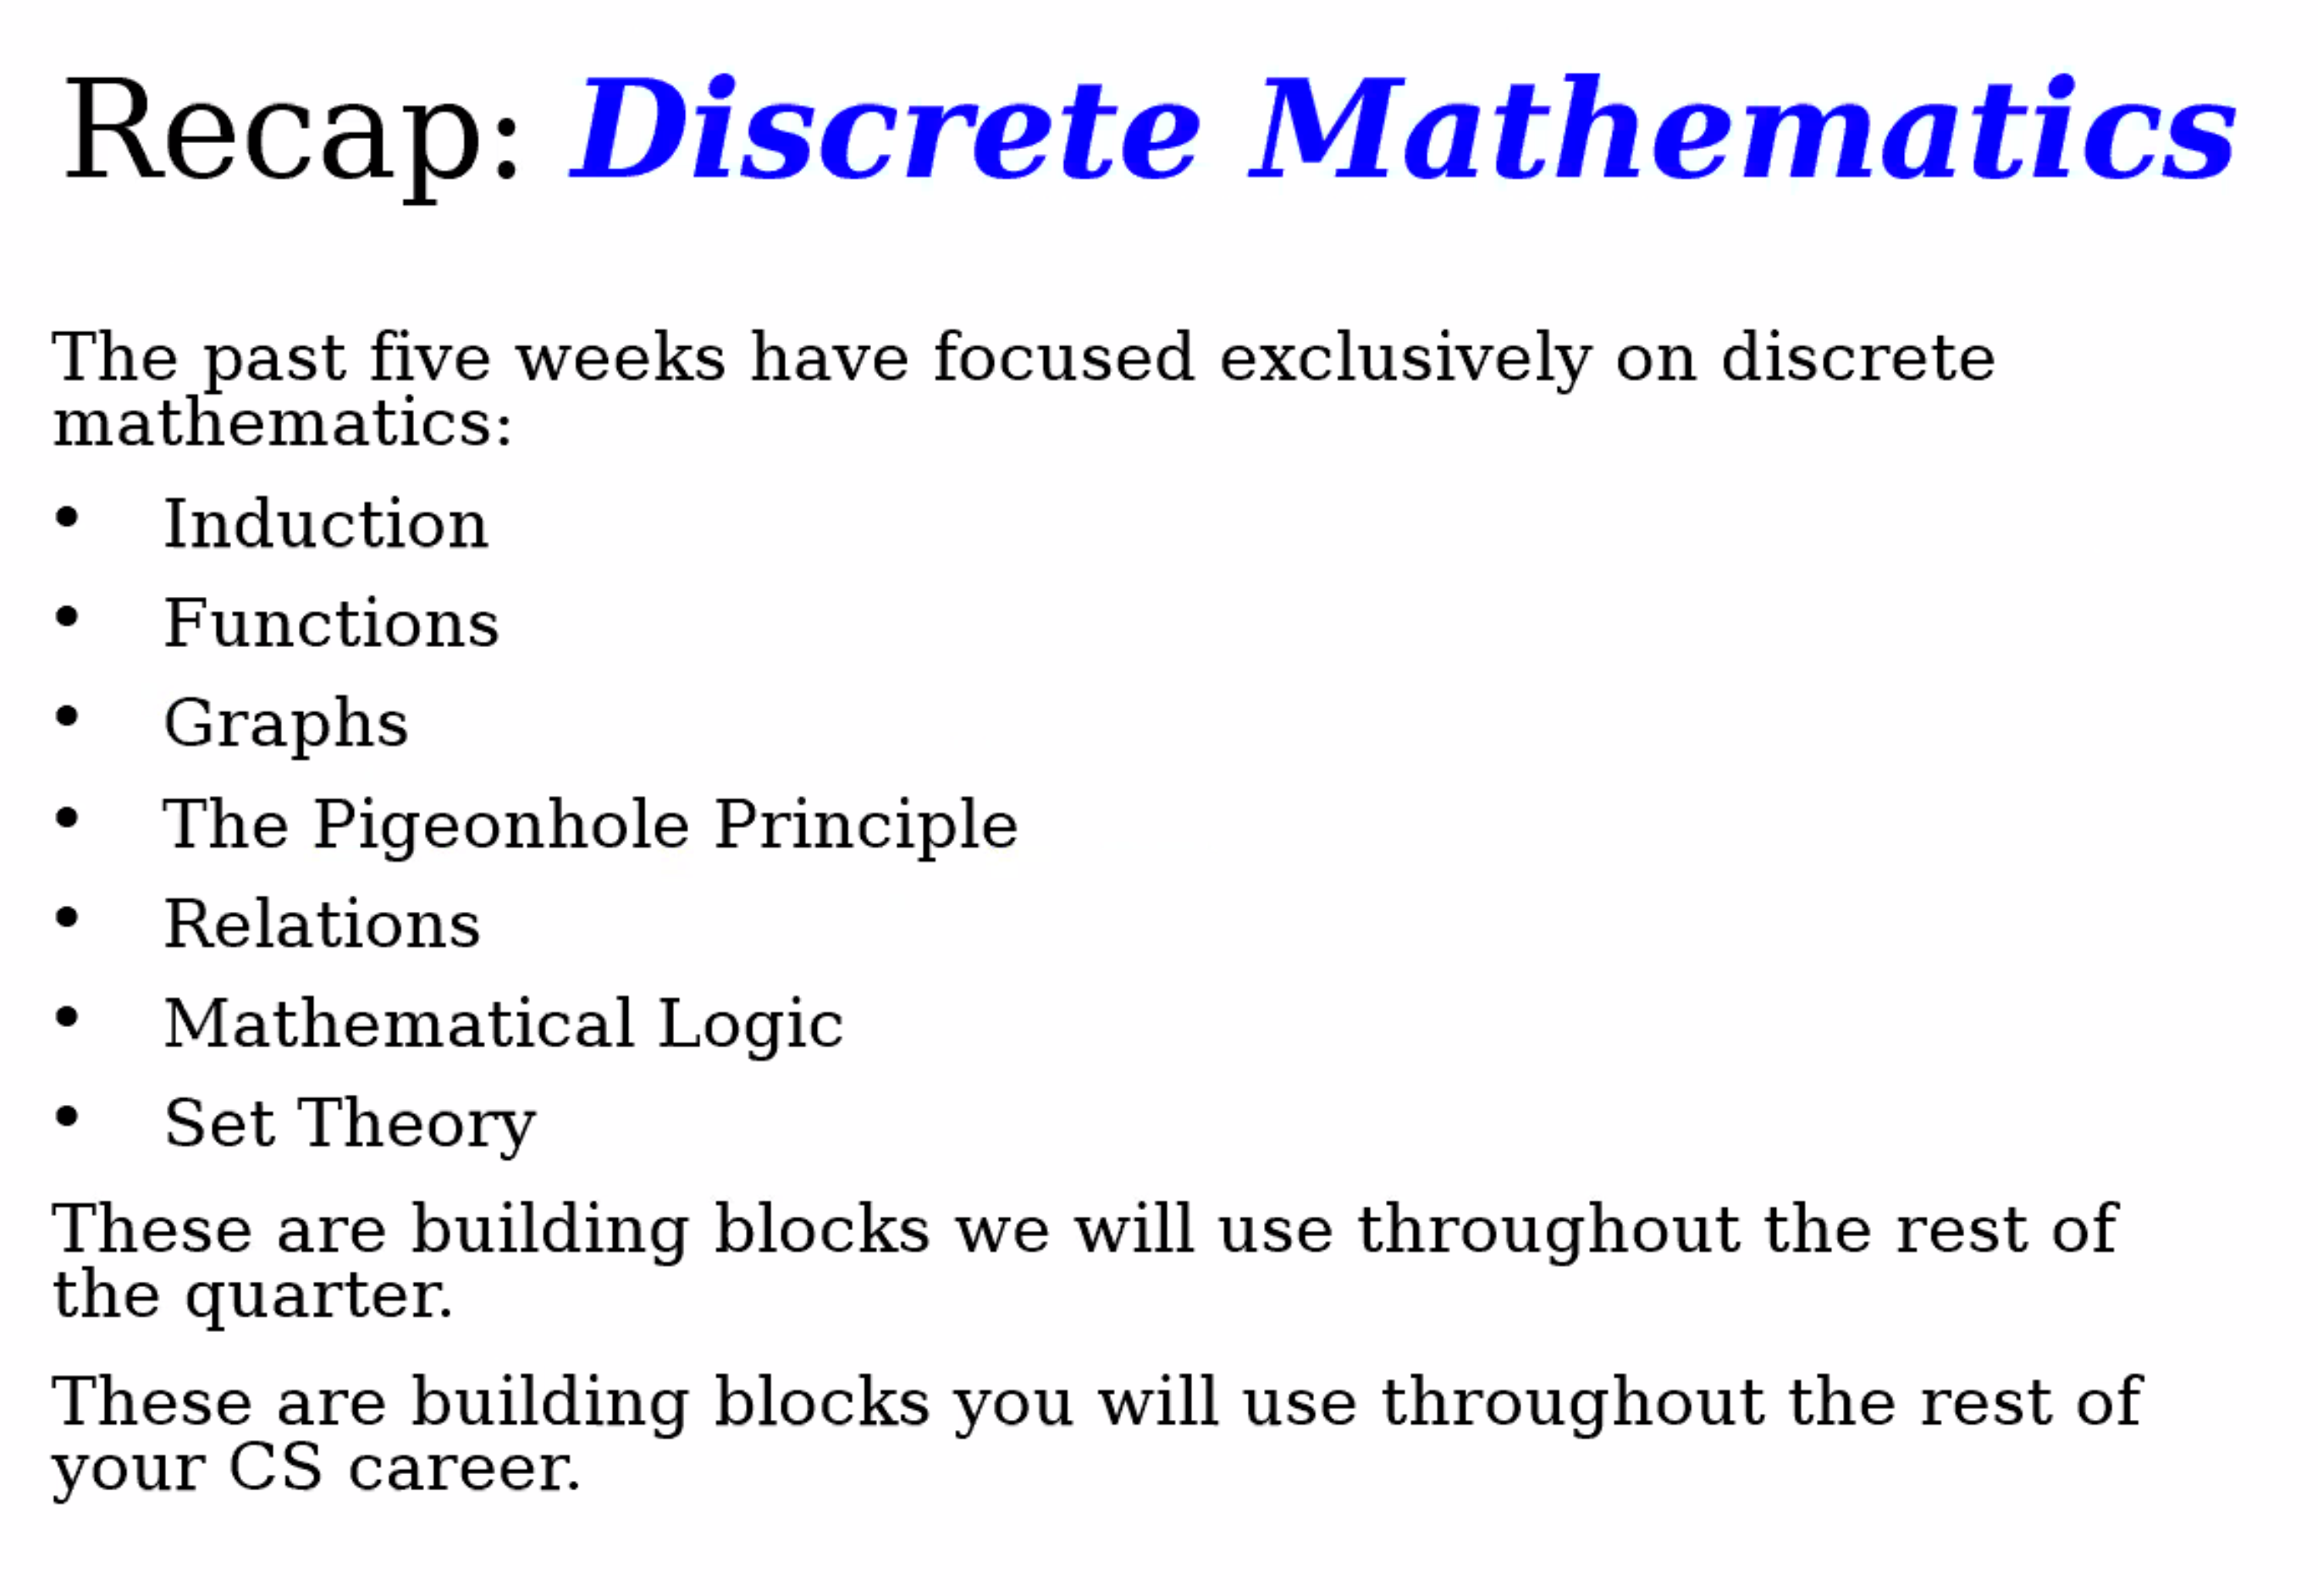 Recap: Discrete Mathematics
The past five weeks have focused exclusively on discrete
mathematics:
• Induction
• Functions
• Graphs
• The Pigeonhole Principle
• Relations
• Mathematical Logic
• Set Theory
These are building blocks we will use throughout the rest of
the quarter.
These are building blocks you will use throughout the rest of
your CS career.